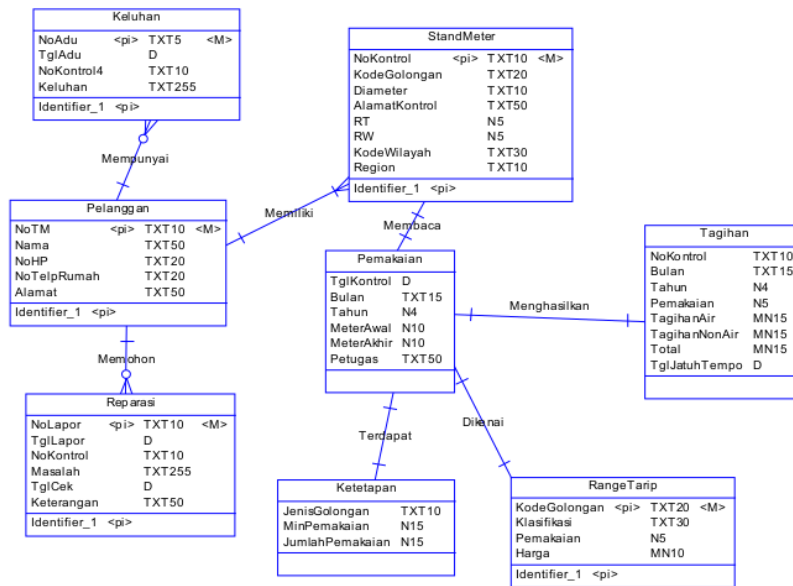 Keluhan
NoAdu <pi> TXT5 <M>
TglAdu D
NoKontrol4 TXT10
Keluhan TXT255
Identifier_1 <pi>
StandMeter
NoKontrol <pi> TXT10 <M>
KodeGolongan TXT20
Diameter TXT10
AlamatKontrol TXT50
RT N5
RW N5
KodeWilayah TXT30
Region TXT10
Identifier_1 <pi>
Mempunyai
Memiliki
Membaca
Pelanggan
NoTM <pi> TXT10 <M>
Nama TXT50
NoHP TXT20
NoTelpRumah TXT20
Alamat TXT50
Identifier_1 <pi>
Pemakaian
TglKontrol D
Bulan TXT15
Tahun N4
MeterAwal N10
MeterAkhir N10
Petugas TXT50
Menghasilkan
Tagihan
NoKontrol TXT10
Bulan TXT15
Tahun N4
Pemakaian N5
TagihanAir MN15
TagihanNonAir MN15
Total MN15
TglJatuhTempo D
Memohon
Terdapat
Dikenai
Reparasi
NoLapor <pi> TXT10 <M>
TglLapor D
NoKontrol TXT10
Masalah TXT255
TglCek D
Keterangan TXT50
Identifier_1 <pi>
Ketetapan
JenisGolongan TXT10
MinPemakaian N15
JumlahPemakaian N15
RangeTarip
KodeGolongan <pi> TXT20 <M>
Klasifikasi TXT30
Pemakaian N5
Harga MN10
Identifier_1 <pi>